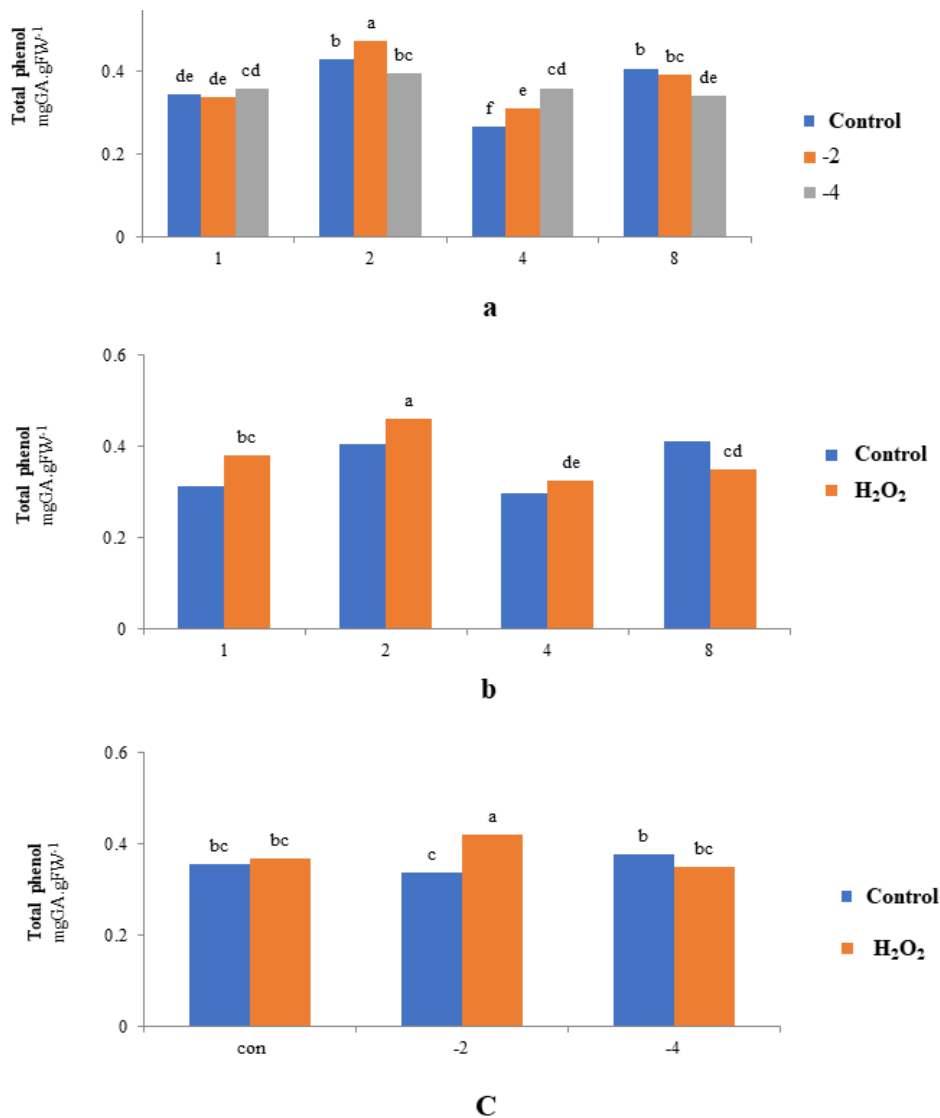 Total phenol
mgGA.gFW-1
0.4
0.2
0
de de cd
b a bc
f e cd
b bc de
1 2 4 8
Control
-2
-4
a
Total phenol
mgGA.gFW-1
0.6
0.4
0.2
0
bc
a
de
cd
1 2 4 8
Control
H2O2
b
Total phenol
mgGA.gFW-1
0.6
0.4
0.2
0
bc bc
c a
b bc
con -2 -4
Control
H2O2
C